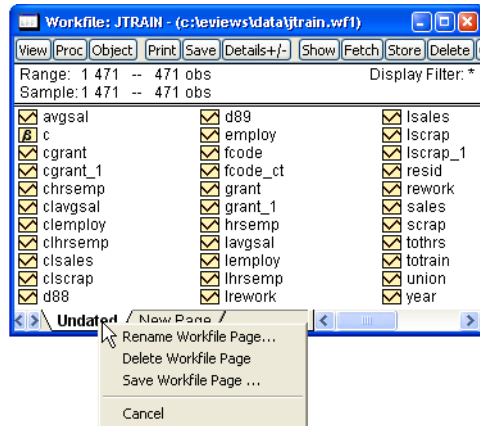 Workfile: JTRAIN - (c:\eviews\data\jtrain.wf1)
View Proc Object Print Save Details+/- Show Fetch Store Delete
Range: 1 471 -- 471 obs Display Filter: *
Sample: 1 471 -- 471 obs
avgsal d89 lsales
c employ lscrap
cgrant fcode lscrap_1
cgrant_1 fcode_ct resid
chrsemp grant rework
clavgsal grant_1 sales
clemploy hrsemp scrap
clhrsemp lavgsal tothrs
clsales lemploy totrain
clscrap lhrsemp union
d88 lrework year
Undated New Page
Rename Workfile Page...
Delete Workfile Page
Save Workfile Page ...
Cancel